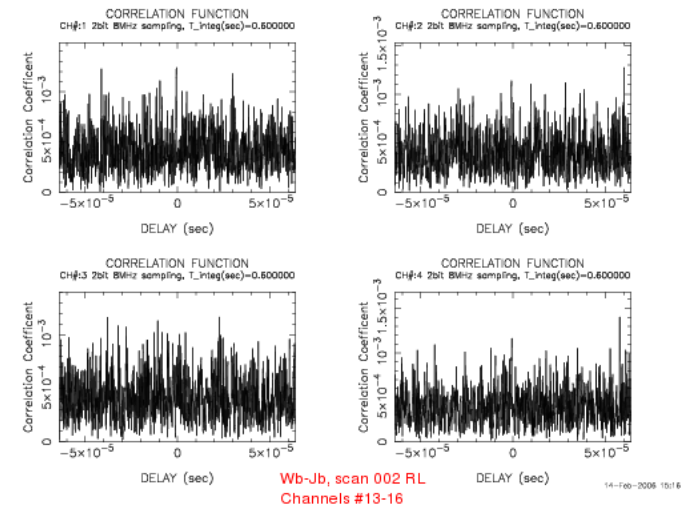 CORRELATION FUNCTION
CH#:1 2bit 8MHz sampling, T_integ(sec)=0.600000
Correlation Coefficent
10⁻³
5×10⁻⁴
0
−5×10⁻⁵ 0 5×10⁻⁵
DELAY (sec)
CORRELATION FUNCTION
CH#:2 2bit 8MHz sampling, T_integ(sec)=0.600000
Correlation Coefficent
1.5×10⁻³
10⁻³
5×10⁻⁴
0
−5×10⁻⁵ 0 5×10⁻⁵
DELAY (sec)
CORRELATION FUNCTION
CH#:3 2bit 8MHz sampling, T_integ(sec)=0.600000
Correlation Coefficent
10⁻³
5×10⁻⁴
0
−5×10⁻⁵ 0 5×10⁻⁵
DELAY (sec)
CORRELATION FUNCTION
CH#:4 2bit 8MHz sampling, T_integ(sec)=0.600000
Correlation Coefficent
1.5×10⁻³
10⁻³
5×10⁻⁴
0
−5×10⁻⁵ 0 5×10⁻⁵
DELAY (sec)
Wb-Jb, scan 002 RL
Channels #13-16
14-Feb-2006 15:16